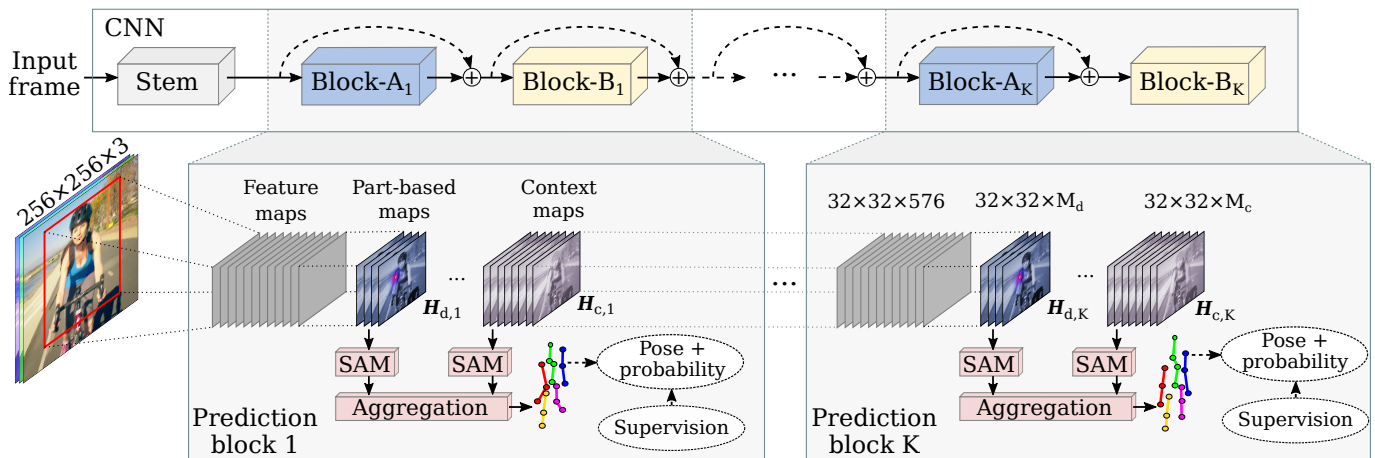 CNN
Input
frame
Stem
Block-A1
Block-B1
...
Block-AK
Block-BK
256×256×3
Feature
maps
Part-based
maps
Context
maps
...
Hd,1
Hc,1
SAM
SAM
Aggregation
Pose +
probability
Supervision
Prediction
block 1
...
32×32×576
32×32×Md
32×32×Mc
...
Hd,K
Hc,K
SAM
SAM
Aggregation
Pose +
probability
Supervision
Prediction
block K